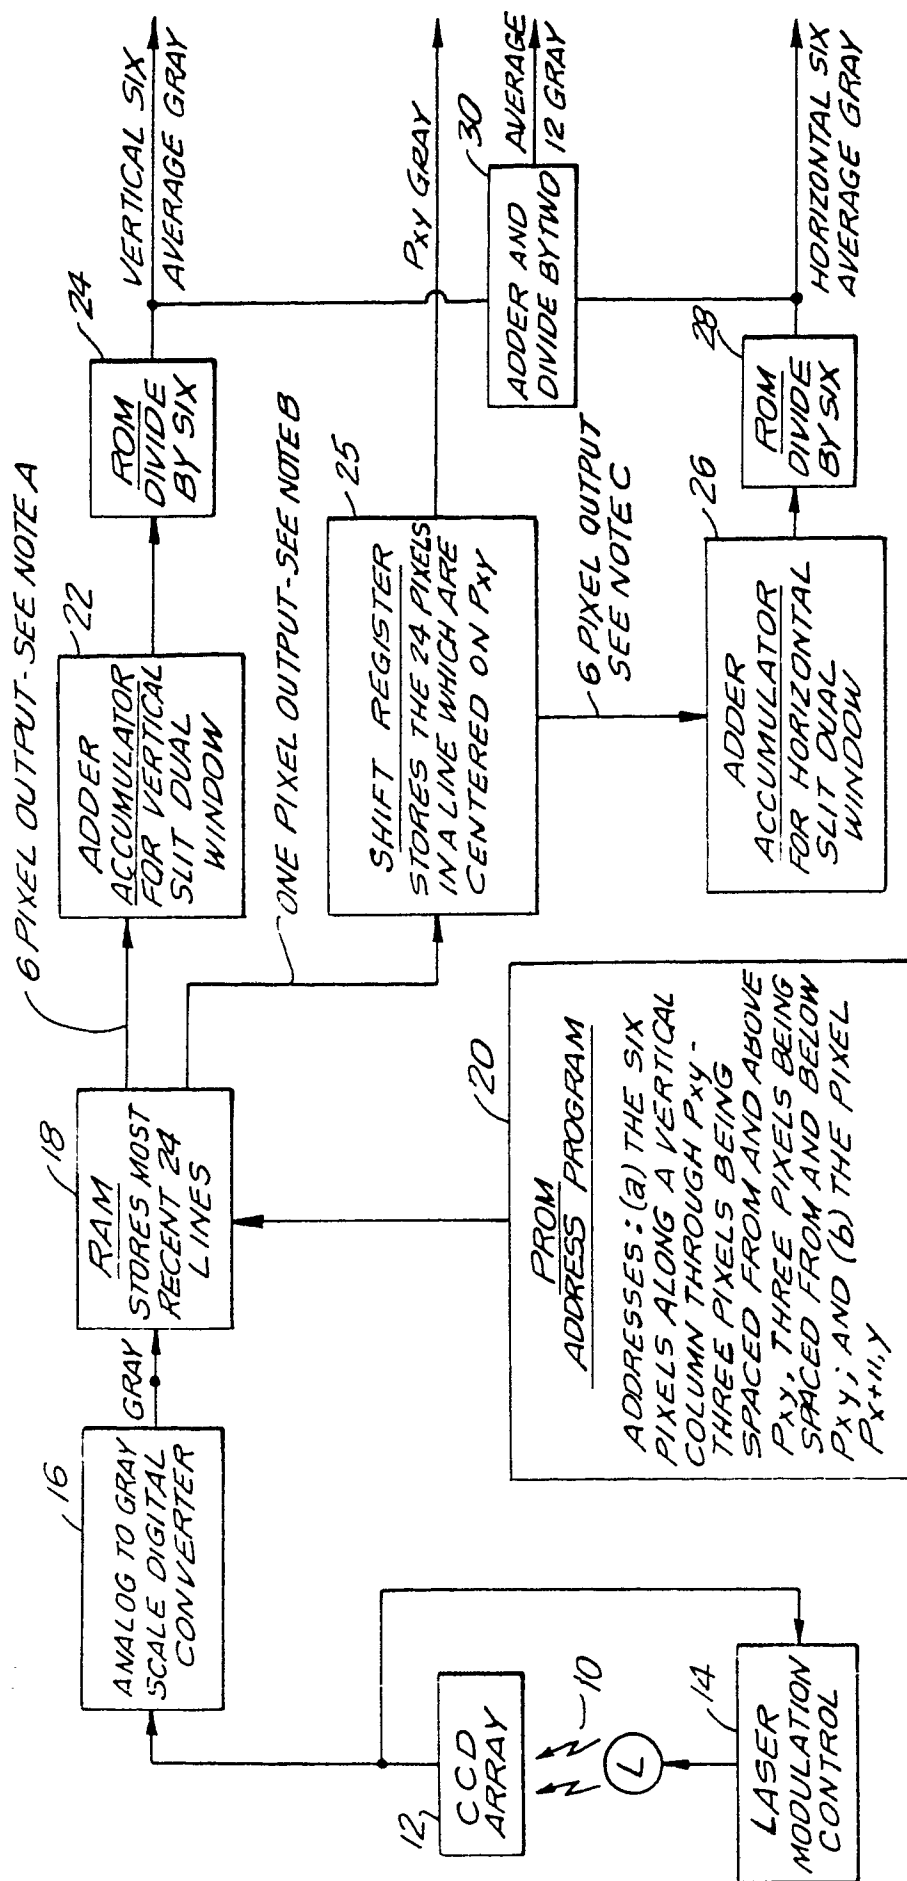 12
CCD
ARRAY
10
L
14
LASER
MODULATION
CONTROL
16
ANALOG TO GRAY
SCALE DIGITAL
CONVERTER
GRAY
18
RAM
STORES MOST
RECENT 24
LINES
20
PROM
ADDRESS PROGRAM
ADDRESSES: (a) THE SIX
PIXELS ALONG A VERTICAL
COLUMN THROUGH Pxy -
THREE PIXELS BEING
SPACED FROM AND ABOVE
Pxy, THREE PIXELS BEING
SPACED FROM AND BELOW
Pxy; AND (b) THE PIXEL
Px+11,y
6 PIXEL OUTPUT-SEE NOTE A
22
ADDER
ACCUMULATOR
FOR VERTICAL
SLIT DUAL
WINDOW
ONE PIXEL OUTPUT-SEE NOTE B
24
ROM
DIVIDE
BY SIX
VERTICAL SIX
AVERAGE GRAY
25
SHIFT REGISTER
STORES THE 24 PIXELS
IN A LINE WHICH ARE
CENTERED ON Pxy
Pxy GRAY
6 PIXEL OUTPUT
SEE NOTE C
30
ADDER AND
DIVIDE BY TWO
AVERAGE
12 GRAY
26
ADDER
ACCUMULATOR
FOR HORIZONTAL
SLIT DUAL
WINDOW
28
ROM
DIVIDE
BY SIX
HORIZONTAL SIX
AVERAGE GRAY